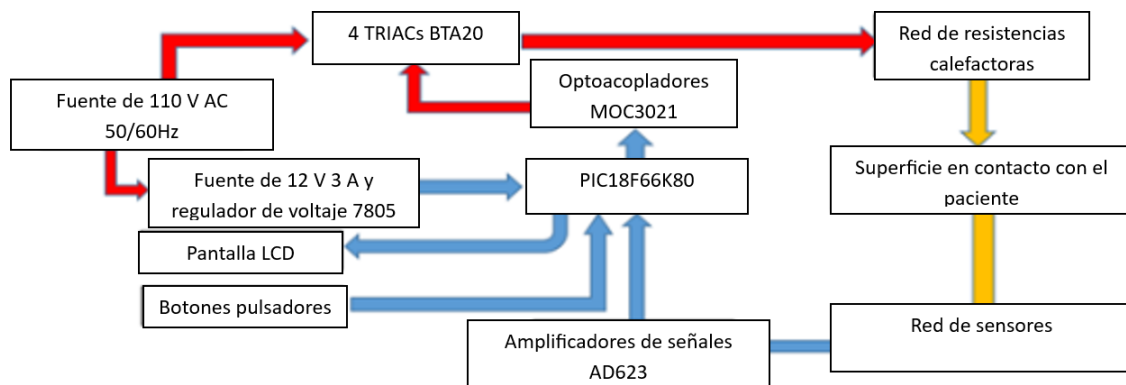 4 TRIACs BTA20
Red de resistencias
calefactoras
Fuente de 110 V AC
50/60Hz
Optoacopladores
MOC3021
Fuente de 12 V 3 A y
regulador de voltaje 7805
PIC18F66K80
Superficie en contacto con el
paciente
Pantalla LCD
Botones pulsadores
Amplificadores de señales
AD623
Red de sensores